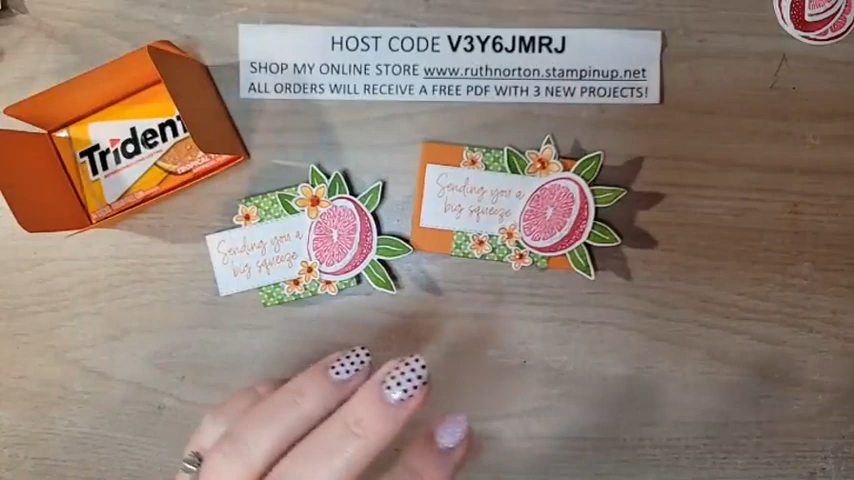 HOST CODE V3Y6JMRJ
SHOP MY ONLINE STORE www.ruthnorton.stampinup.net
ALL ORDERS WILL RECEIVE A FREE PDF WITH 3 NEW PROJECTS!
Trident
TROPICAL
Sending you a
big squeeze
Sending you a
big squeeze